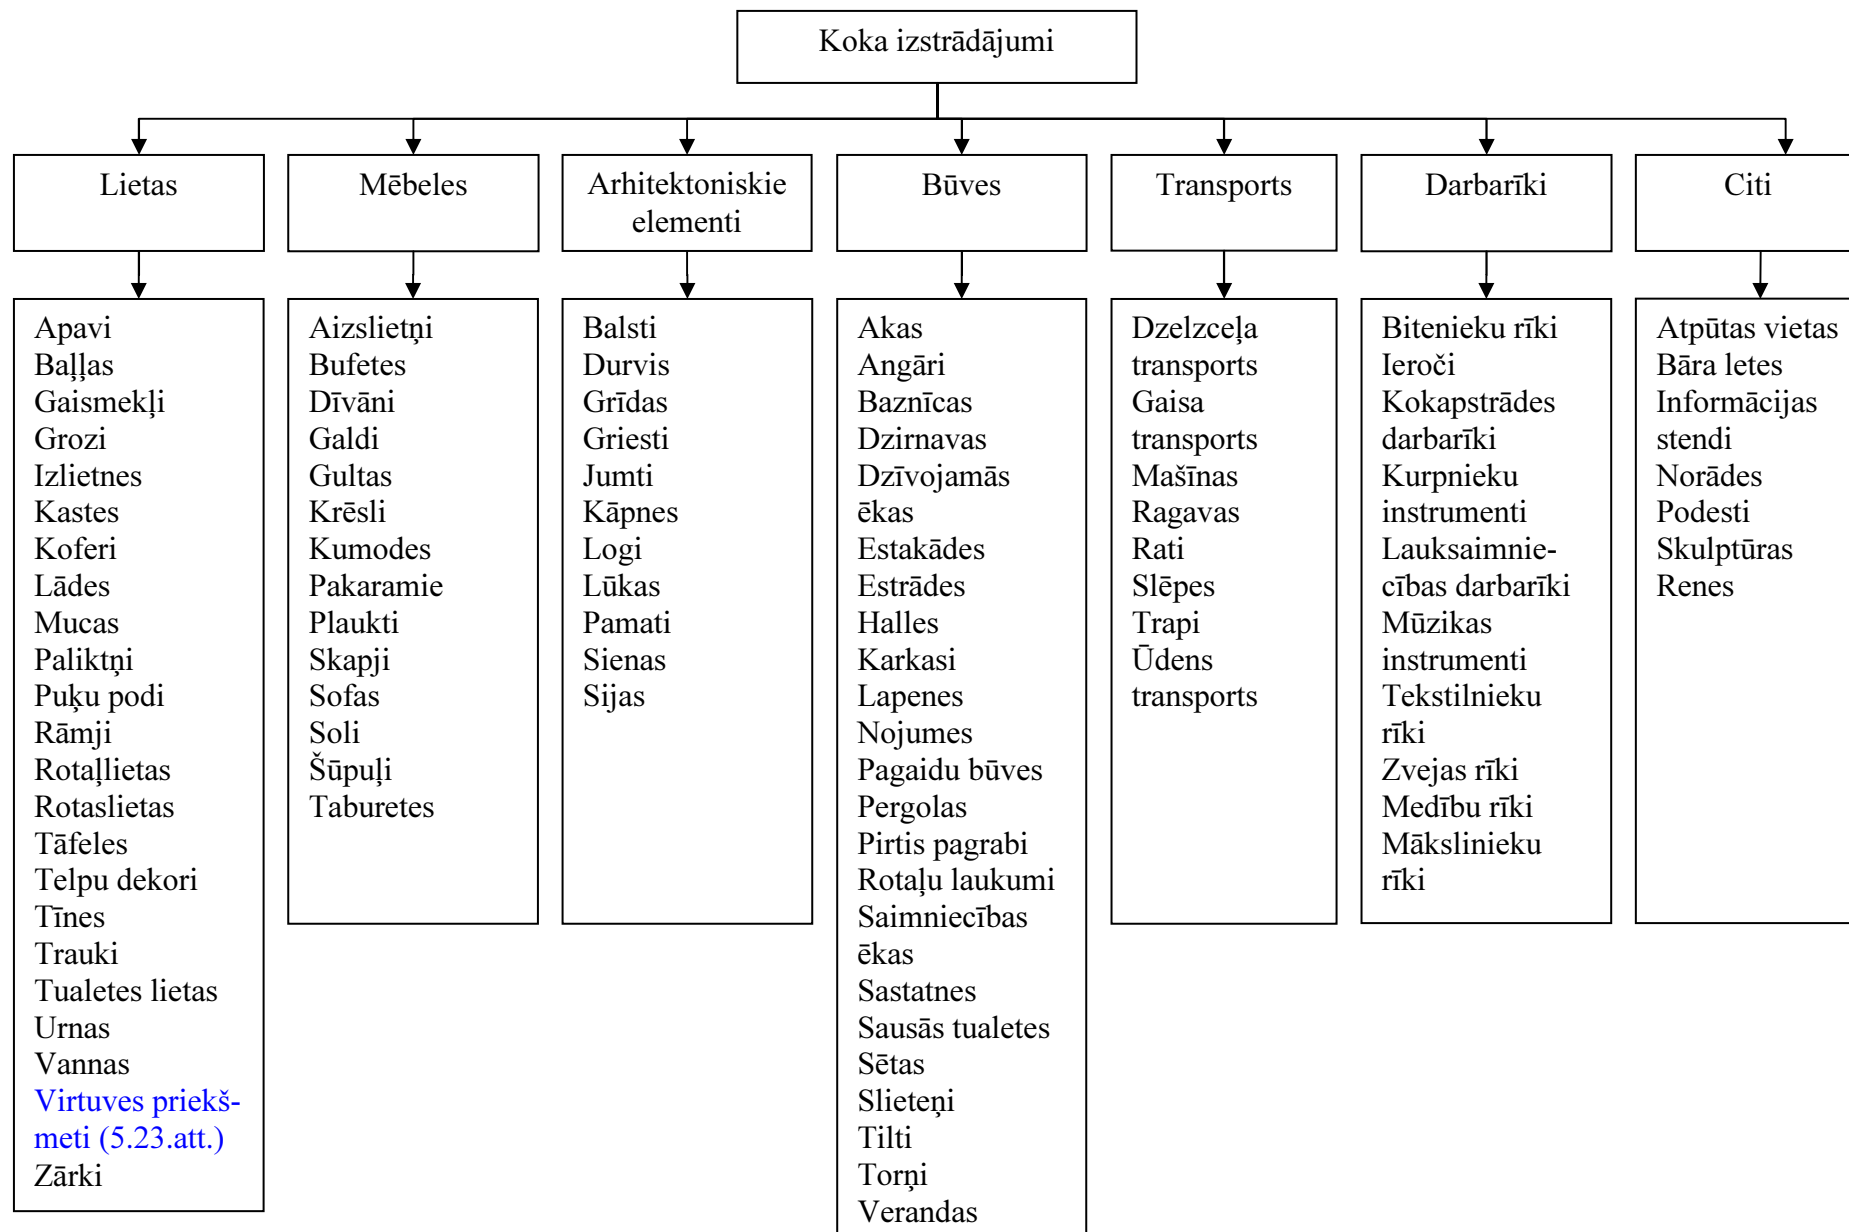 Koka izstrādājumi
Lietas
Mēbeles
Arhitektoniskie
elementi
Būves
Transports
Darbarīki
Citi
Apavi
Baļļas
Gaismekļi
Grozi
Izlietnes
Kastes
Koferi
Lādes
Mucas
Paliktņi
Puķu podi
Rāmji
Rotaļlietas
Rotaslietas
Tāfeles
Telpu dekori
Tīnes
Trauki
Tualetes lietas
Urnas
Vannas
Virtuves priekš-
meti (5.23.att.)
Zārki
Aizslietņi
Bufetes
Dīvāni
Galdi
Gultas
Krēsli
Kumodes
Pakaramie
Plaukti
Skapji
Sofas
Soli
Šūpuļi
Taburetes
Balsti
Durvis
Grīdas
Griesti
Jumti
Kāpnes
Logi
Lūkas
Pamati
Sienas
Sijas
Akas
Angāri
Baznīcas
Dzirnavas
Dzīvojamās
ēkas
Estakādes
Estrādes
Halles
Karkasi
Lapenes
Nojumes
Pagaidu būves
Pergolas
Pirtis pagrabi
Rotaļu laukumi
Saimniecības
ēkas
Sastatnes
Sausās tualetes
Sētas
Slieteņi
Tilti
Torņi
Verandas
Dzelzceļa
transports
Gaisa
transports
Mašīnas
Ragavas
Rati
Slēpes
Trapi
Ūdens
transports
Bitenieku rīki
Ieroči
Kokapstrādes
darbarīki
Kurpnieku
instrumenti
Lauksaimnie-
cības darbarīki
Mūzikas
instrumenti
Tekstilnieku
rīki
Zvejas rīki
Medību rīki
Mākslinieku
rīki
Atpūtas vietas
Bāra letes
Informācijas
stendi
Norādes
Podesti
Skulptūras
Renes